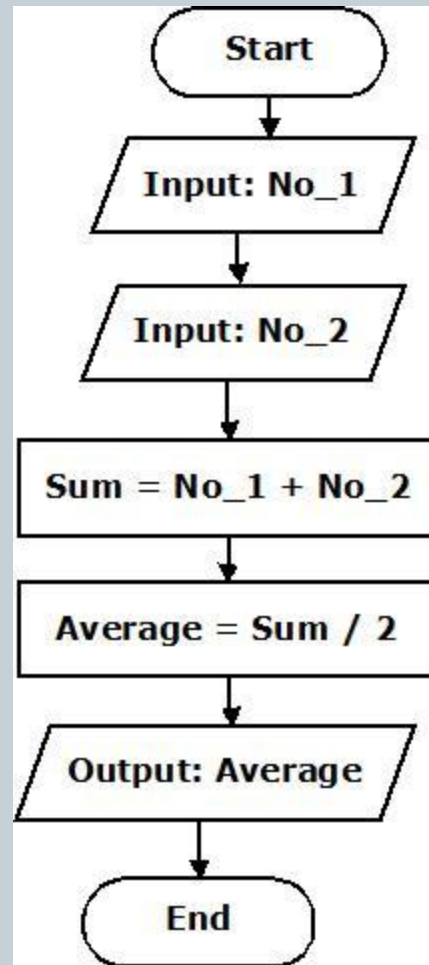 Start
Input: No_1
Input: No_2
Sum = No_1 + No_2
Average = Sum / 2
Output: Average
End